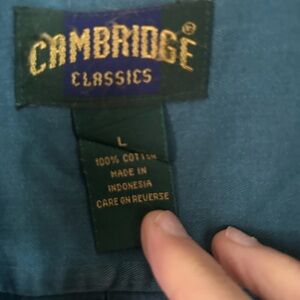 CAMBRIDGE®
CLASSICS
L
100% COTTON
MADE IN
INDONESIA
CARE ON REVERSE